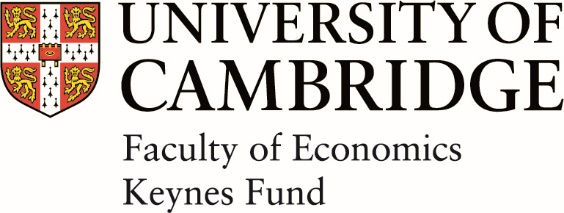 UNIVERSITY OF
CAMBRIDGE
Faculty of Economics
Keynes Fund